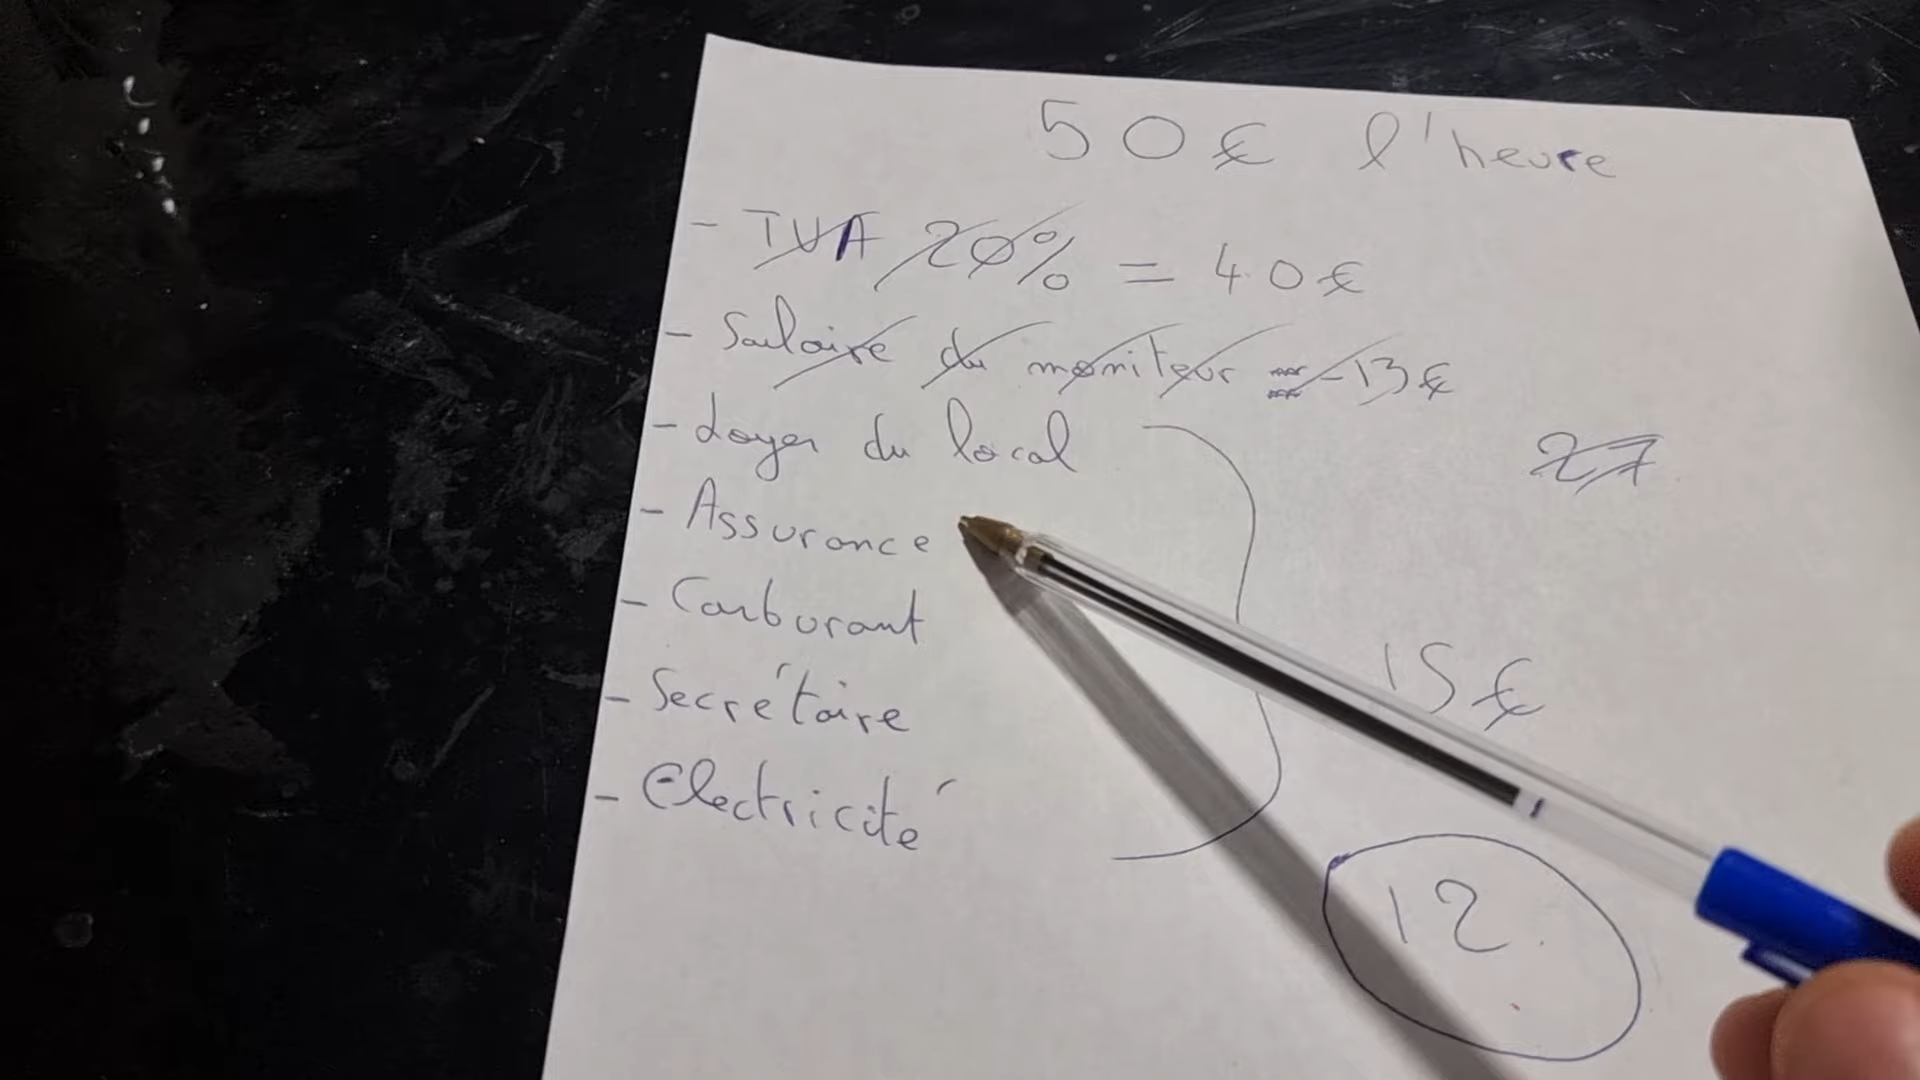 50€ l'heure
- TVA 20% = 40€
- Salaire du moniteur = -13€
- Loyer du local
27
- Assurance
- Carburant
15€
- Secrétaire
- Electricité
12